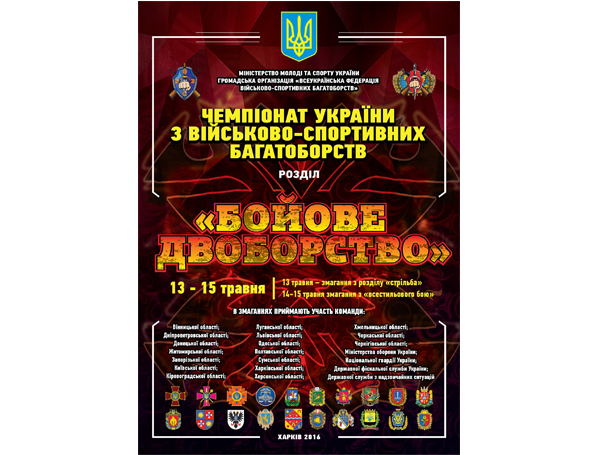 МІНІСТЕРСТВО МОЛОДІ ТА СПОРТУ УКРАЇНИ
ГРОМАДСЬКА ОРГАНІЗАЦІЯ «ВСЕУКРАЇНСЬКА ФЕДЕРАЦІЯ
ВІЙСЬКОВО-СПОРТИВНИХ БАГАТОБОРСТВ»
ЧЕМПІОНАТ УКРАЇНИ
З ВІЙСЬКОВО-СПОРТИВНИХ
БАГАТОБОРСТВ
РОЗДІЛ
«БОЙОВЕ
ДВОБОРСТВО»
13 - 15 травня
13 травня – змагання з розділу «стрільба»
14-15 травня змагання з «всестильового бою»
В ЗМАГАННЯХ ПРИЙМАЮТЬ УЧАСТЬ КОМАНДИ:
Вінницької області;
Дніпропетровської області;
Донецької області;
Житомирської області;
Запорізької області;
Київської області;
Кіровоградської області;
Луганської області;
Львівської області;
Одеської області;
Полтавської області;
Сумської області;
Харківської області;
Херсонської області;
Хмельницької області;
Черкаської області;
Чернігівської області;
Міністерства оборони України;
Національної гвардії України;
Державної фіскальної служби України;
Державної служби з надзвичайних ситуацій
ХАРКІВ 2016